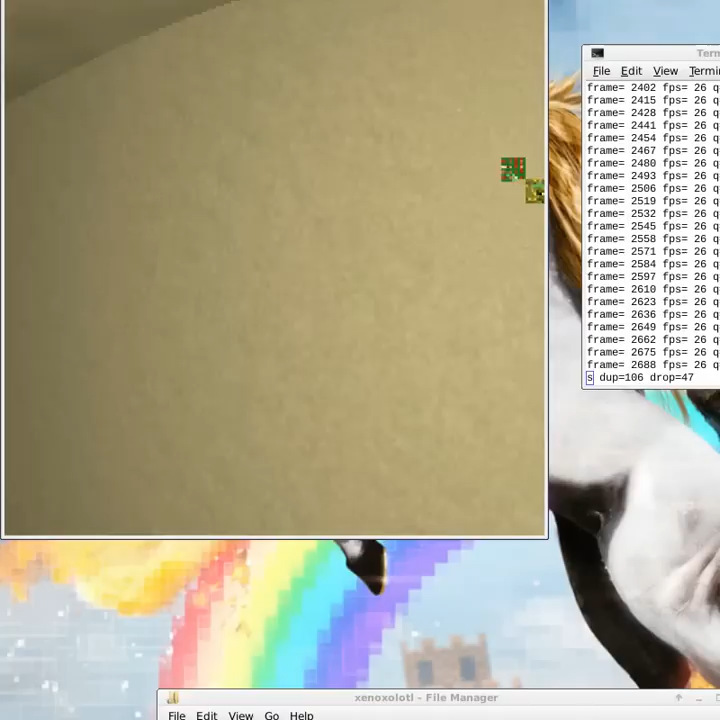 Term
File Edit View Termi
frame= 2402 fps= 26 q
frame= 2415 fps= 26 q
frame= 2428 fps= 26 q
frame= 2441 fps= 26 q
frame= 2454 fps= 26 q
frame= 2467 fps= 26 q
frame= 2480 fps= 26 q
frame= 2493 fps= 26 q
frame= 2506 fps= 26 q
frame= 2519 fps= 26 q
frame= 2532 fps= 26 q
frame= 2545 fps= 26 q
frame= 2558 fps= 26 q
frame= 2571 fps= 26 q
frame= 2584 fps= 26 q
frame= 2597 fps= 26 q
frame= 2610 fps= 26 q
frame= 2623 fps= 26 q
frame= 2636 fps= 26 q
frame= 2649 fps= 26 q
frame= 2662 fps= 26 q
frame= 2675 fps= 26 q
frame= 2688 fps= 26 q
s dup=106 drop=47
xenoxolotl - File Manager
File Edit View Go Help